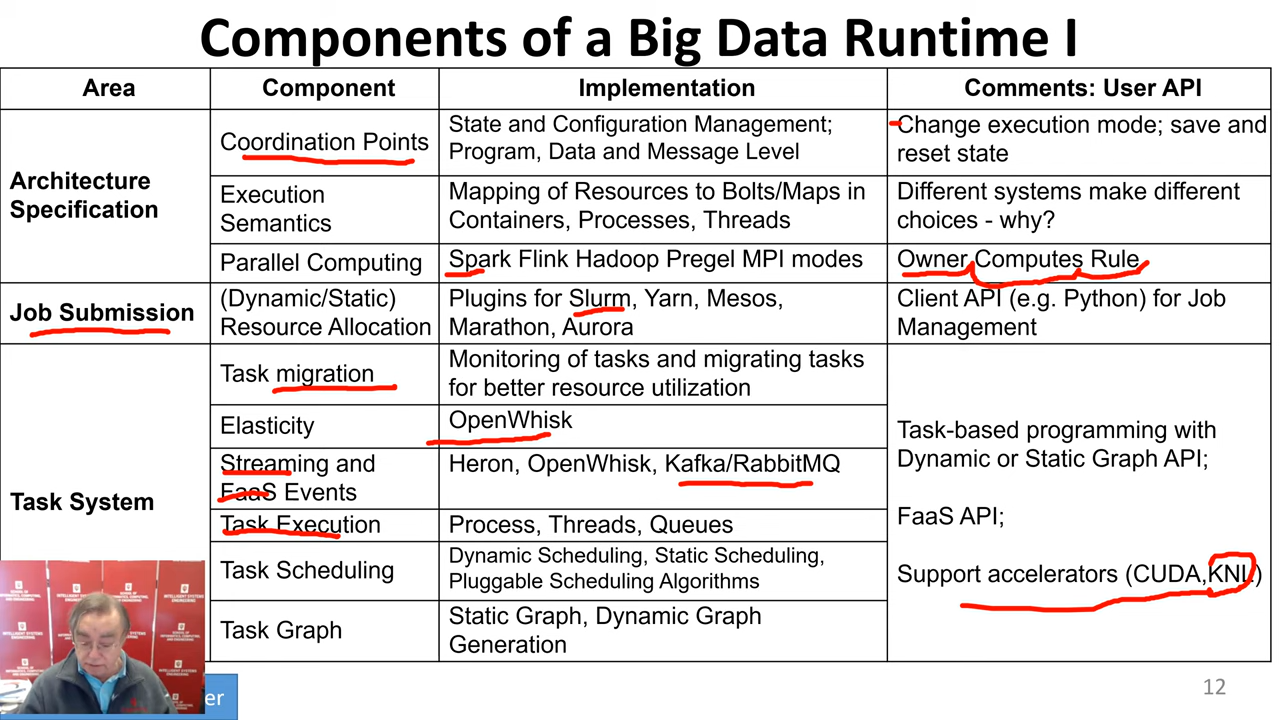 Components of a Big Data Runtime I
Area
Component
Implementation
Comments: User API
Architecture
Specification
Coordination Points
State and Configuration Management;
Program, Data and Message Level
Change execution mode; save and
reset state
Execution
Semantics
Mapping of Resources to Bolts/Maps in
Containers, Processes, Threads
Different systems make different
choices - why?
Parallel Computing
Spark Flink Hadoop Pregel MPI modes
Owner Computes Rule
Job Submission
(Dynamic/Static)
Resource Allocation
Plugins for Slurm, Yarn, Mesos,
Marathon, Aurora
Client API (e.g. Python) for Job
Management
Task System
Task migration
Monitoring of tasks and migrating tasks
for better resource utilization
Elasticity
OpenWhisk
Streaming and
FaaS Events
Heron, OpenWhisk, Kafka/RabbitMQ
Task Execution
Process, Threads, Queues
Task Scheduling
Dynamic Scheduling, Static Scheduling,
Pluggable Scheduling Algorithms
Task Graph
Static Graph, Dynamic Graph
Generation
Task-based programming with
Dynamic or Static Graph API;
FaaS API;
Support accelerators (CUDA,KNL)
12